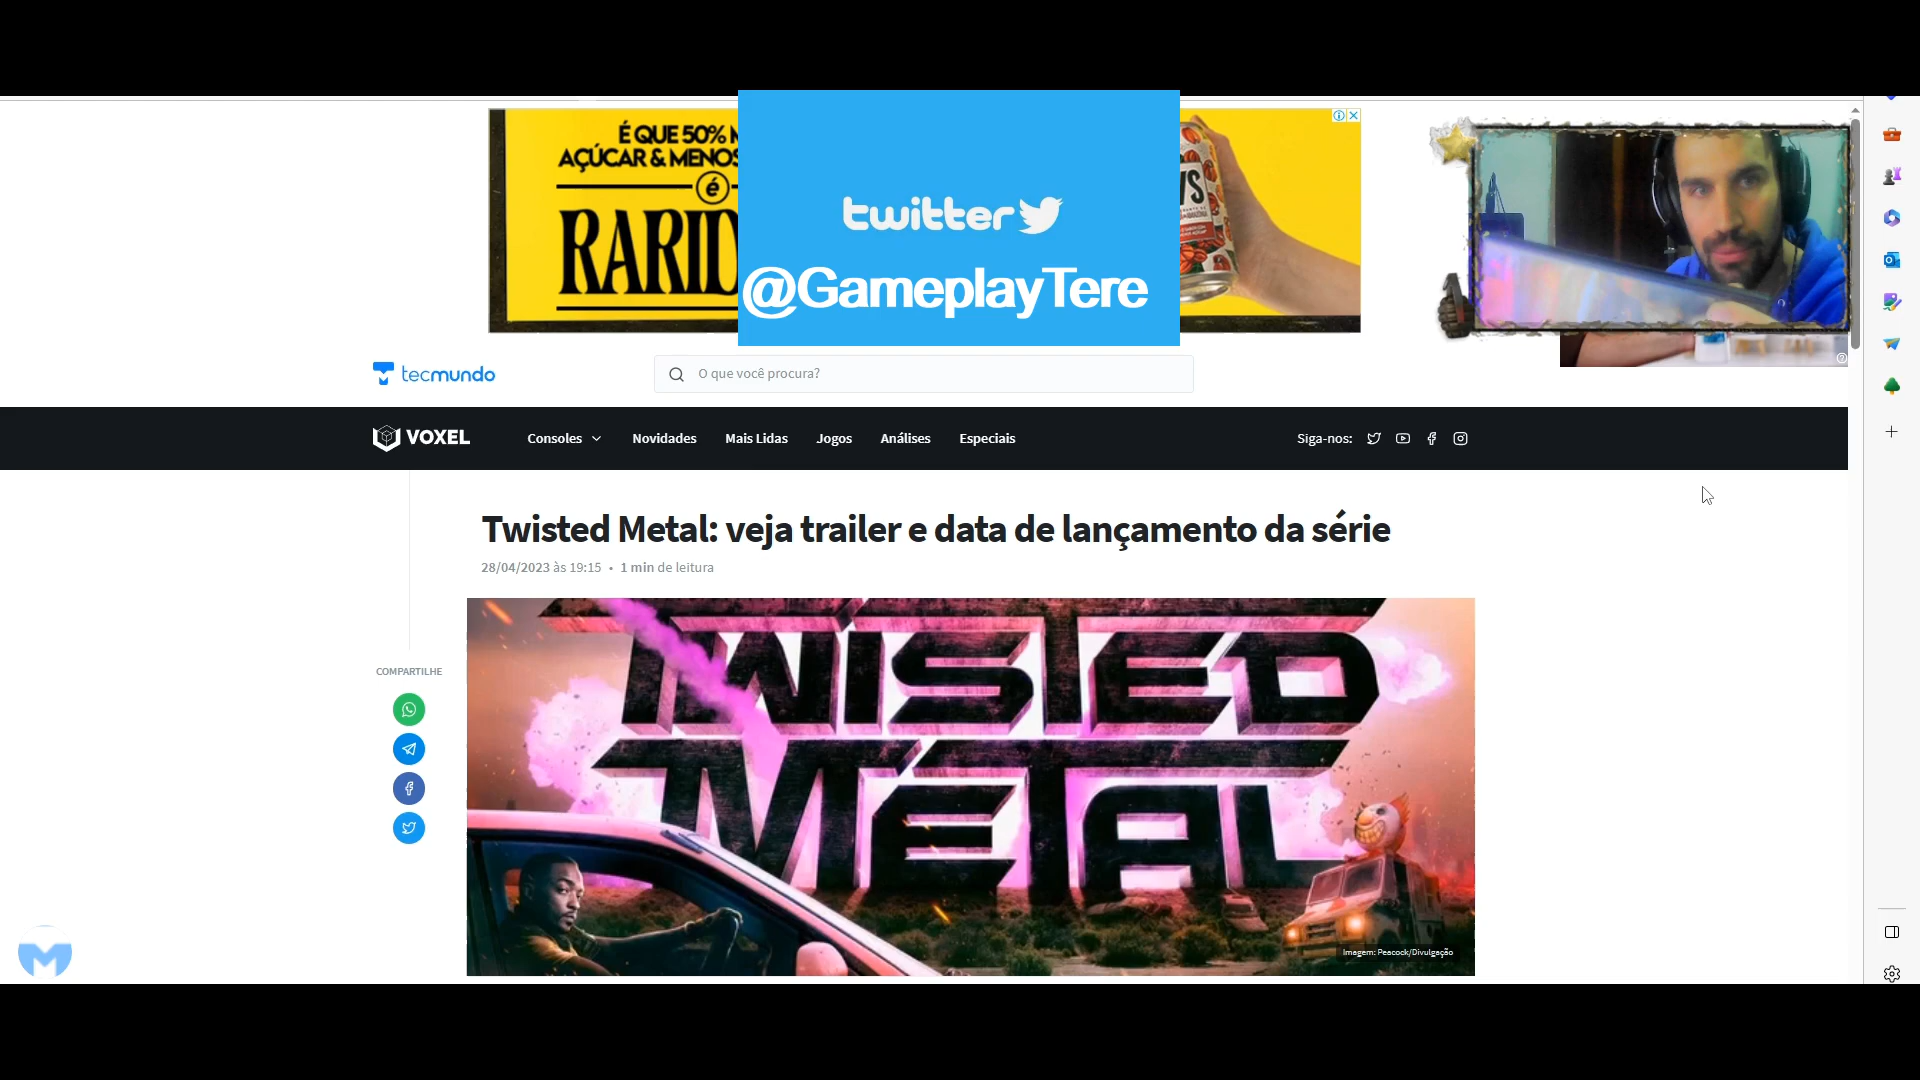 É QUE 50% M
AÇÚCAR & MENOS
é
RARID
twitter
@GameplayTere
WS
tecmundo
O que você procura?
VOXEL
Consoles
Novidades
Mais Lidas
Jogos
Análises
Especiais
Siga-nos:
Twisted Metal: veja trailer e data de lançamento da série
28/04/2023 às 19:15 • 1 min de leitura
COMPARTILHE
TWISTED
METAL
Imagem: Peacock/Divulgação